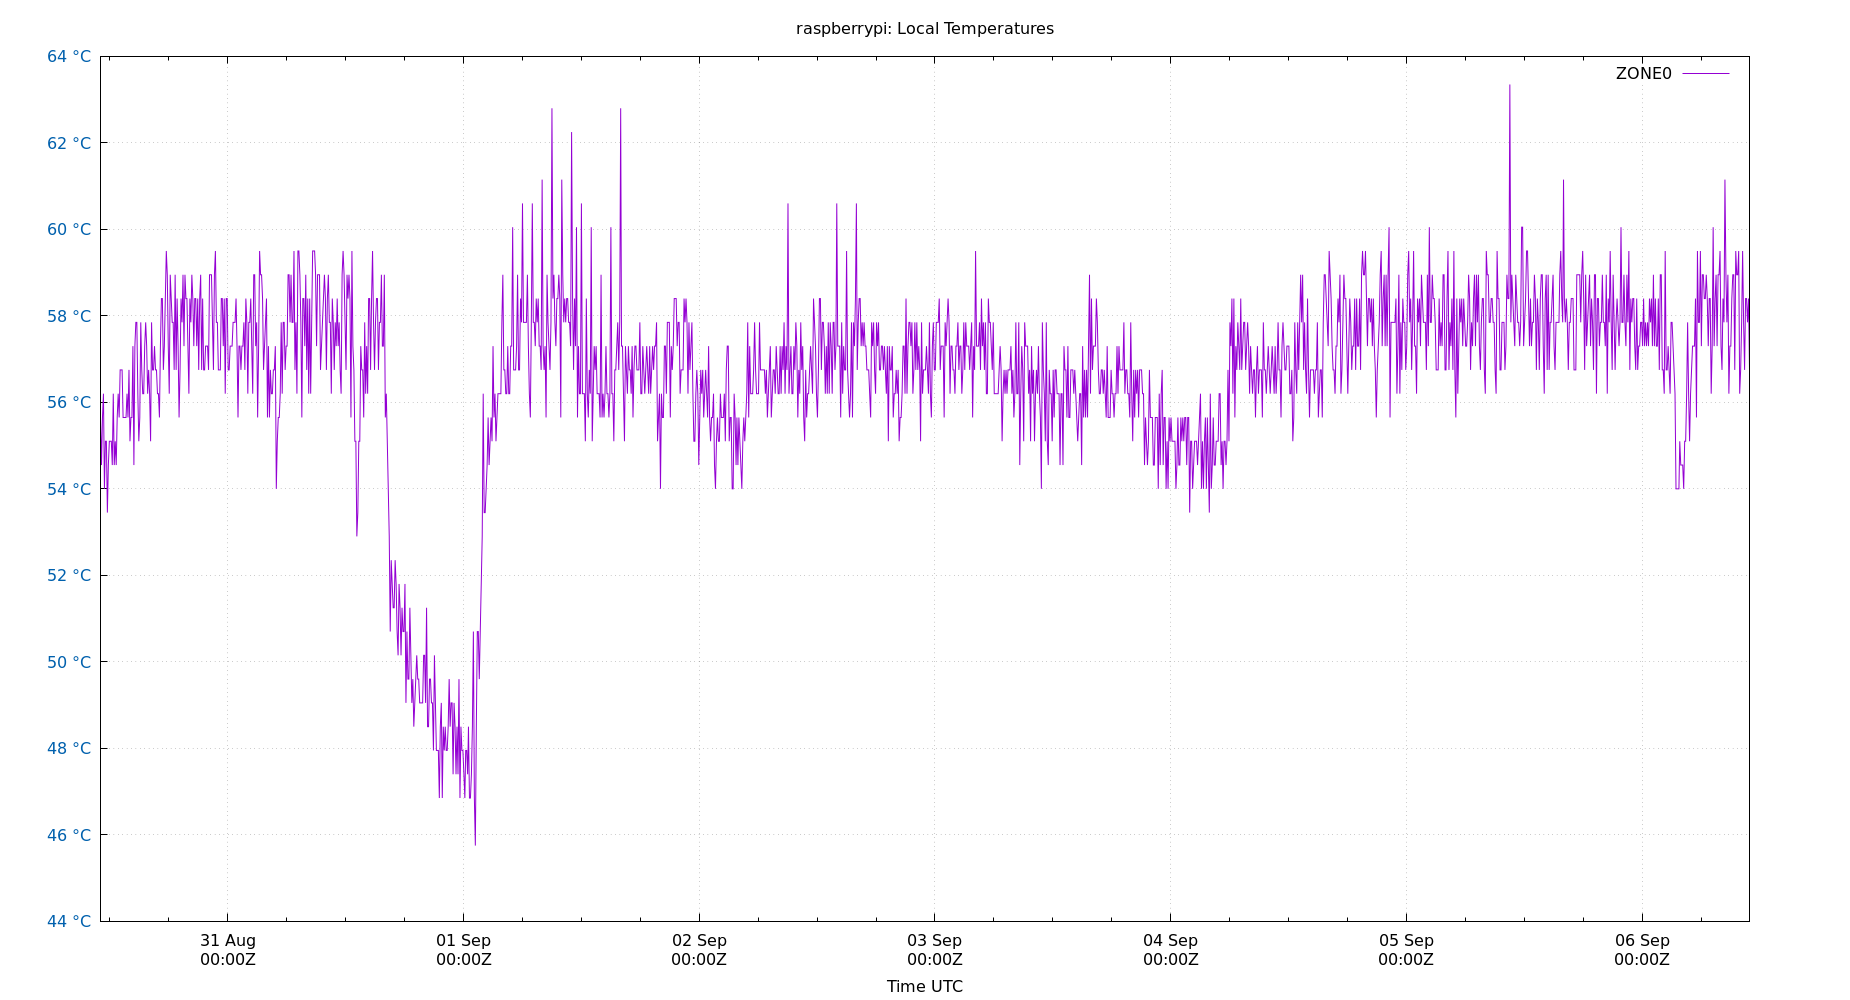 raspberrypi: Local Temperatures
64 °C
ZONE0
62 °C
60 °C
58 °C
56 °C
54 °C
52 °C
50 °C
48 °C
46 °C
44 °C
31 Aug 01 Sep 02 Sep 03 Sep 04 Sep 05 Sep 06 Sep
00:00Z 00:00Z 00:00Z 00:00Z 00:00Z 00:00Z 00:00Z
Time UTC